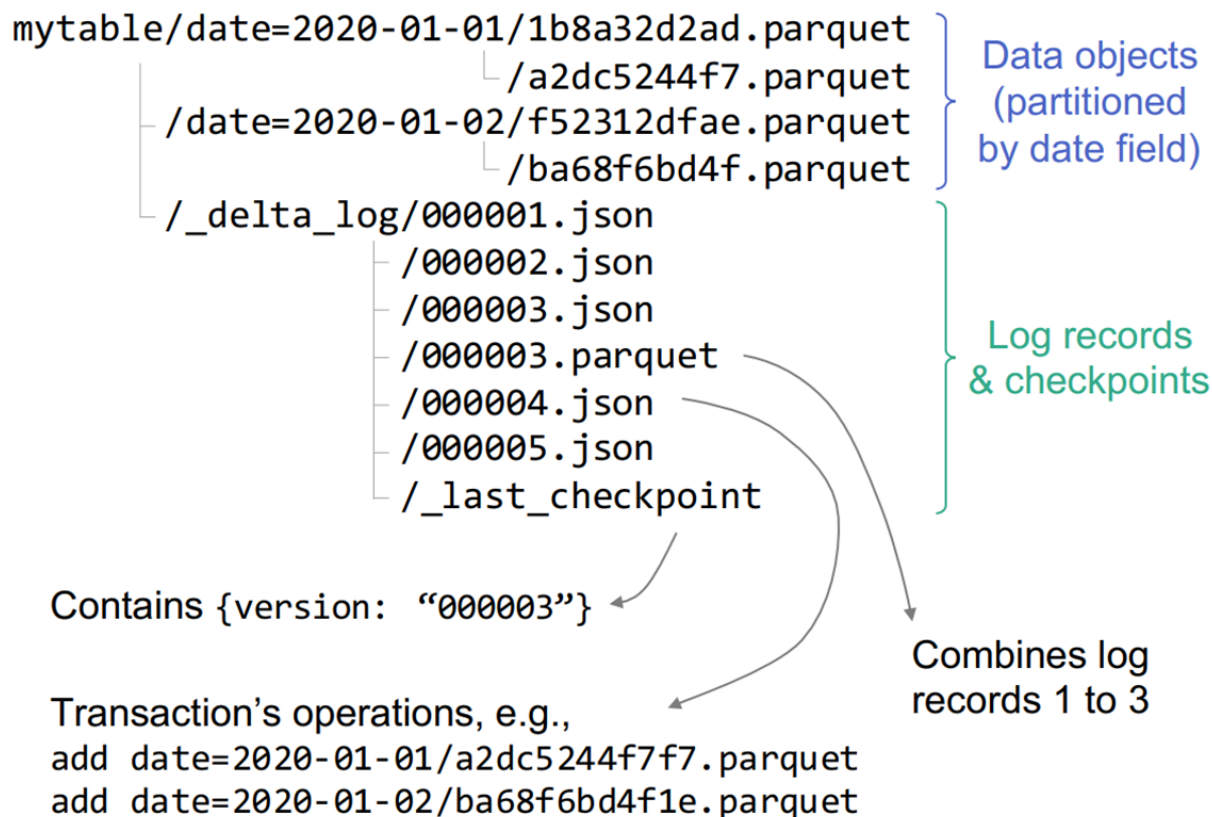 mytable/date=2020-01-01/1b8a32d2ad.parquet
/a2dc5244f7.parquet
/date=2020-01-02/f52312dfae.parquet
/ba68f6bd4f.parquet
/_delta_log/000001.json
/000002.json
/000003.json
/000003.parquet
/000004.json
/000005.json
/_last_checkpoint
Data objects
(partitioned
by date field)
Log records
& checkpoints
Contains {version: “000003”}
Combines log
records 1 to 3
Transaction’s operations, e.g.,
add date=2020-01-01/a2dc5244f7f7.parquet
add date=2020-01-02/ba68f6bd4f1e.parquet